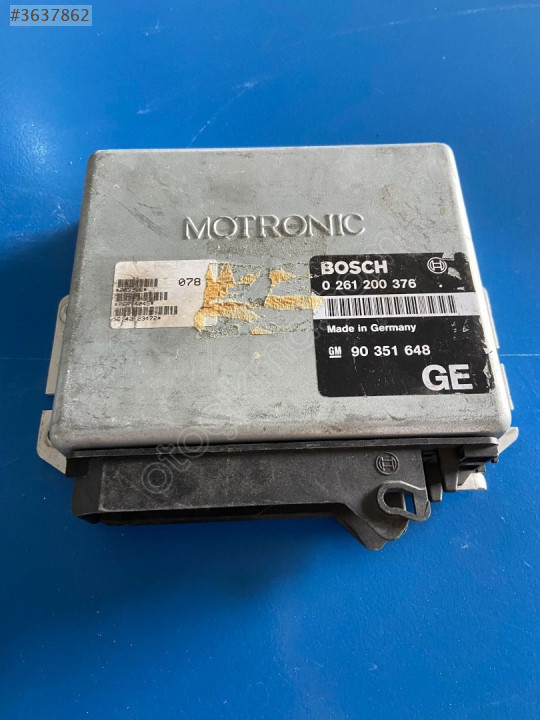 #3637862
MOTRONIC
078
BOSCH
0 261 200 376
Made in Germany
GM 90 351 648
GE